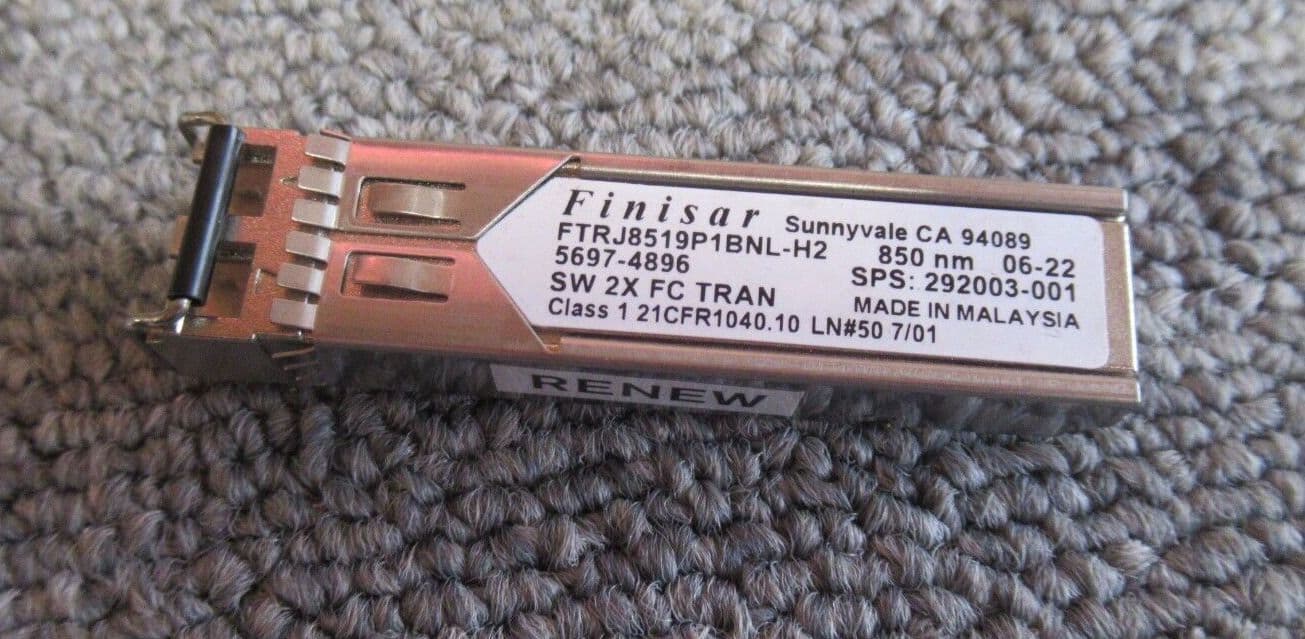 Finisar Sunnyvale CA 94089
FTRJ8519P1BNL-H2 850 nm 06-22
5697-4896 SPS: 292003-001
SW 2X FC TRAN MADE IN MALAYSIA
Class 1 21CFR1040.10 LN#50 7/01
RENEW